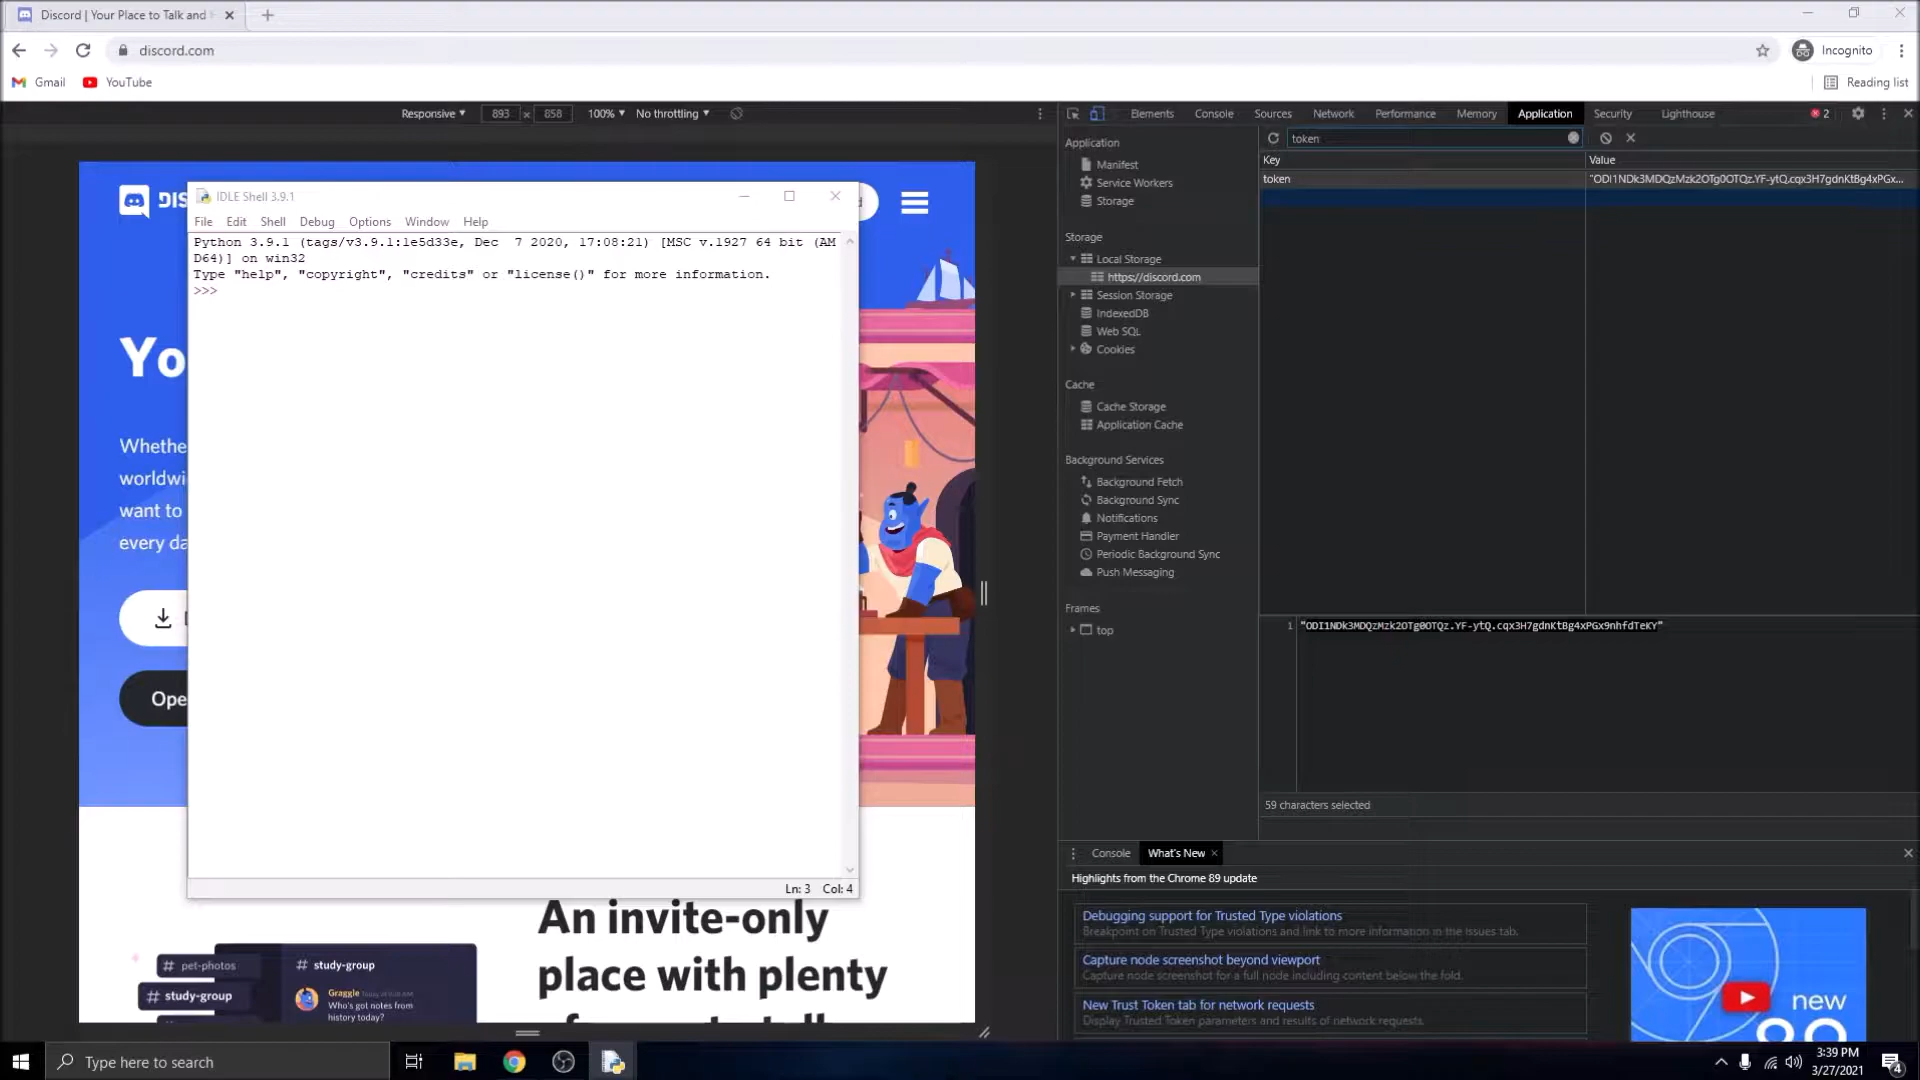 Discord | Your Place to Talk and
discord.com
Incognito
Gmail
YouTube
Reading list
Responsive
893 x 858
100%
No throttling
Elements
Console
Sources
Network
Performance
Memory
Application
Security
Lighthouse
2
Application
Manifest
Service Workers
Storage
Storage
Local Storage
https://discord.com
Session Storage
IndexedDB
Web SQL
Cookies
Cache
Cache Storage
Application Cache
Background Services
Background Fetch
Background Sync
Notifications
Payment Handler
Periodic Background Sync
Push Messaging
Frames
top
token
Key
Value
token
59 characters selected
DIS
Yo
Whethe
worldwi
want to
every da
Ope
IDLE Shell 3.9.1
File Edit Shell Debug Options Window Help
Python 3.9.1 (tags/v3.9.1:1e5d33e, Dec 7 2020, 17:08:21) [MSC v.1927 64 bit (AM
D64)] on win32
Type "help", "copyright", "credits" or "license()" for more information.
>>>
Ln: 3 Col: 4
An invite-only
place with plenty
# pet-photos
# study-group
# study-group
Graggle
Who's got notes from
history today?
Console
What's New
Highlights from the Chrome 89 update
Debugging support for Trusted Type violations
Breakpoint on Trusted Type violations and link to more information in the Issues tab.
Capture node screenshot beyond viewport
Capture node screenshot for a full node including content below the fold.
New Trust Token tab for network requests
Display Trusted Token parameters and results of network requests.
new
Type here to search
3:39 PM
3/27/2021
4